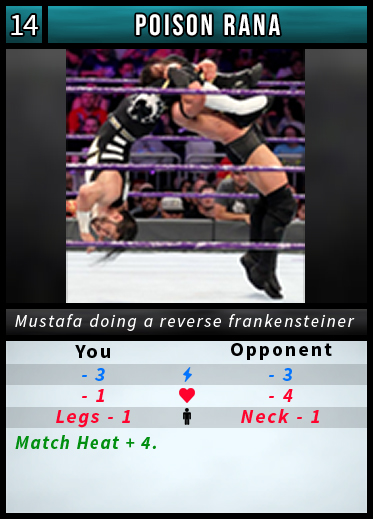 14 POISON RANA
Mustafa doing a reverse frankensteiner
You Opponent
- 3 - 3
- 1 - 4
Legs - 1 Neck - 1
Match Heat + 4.